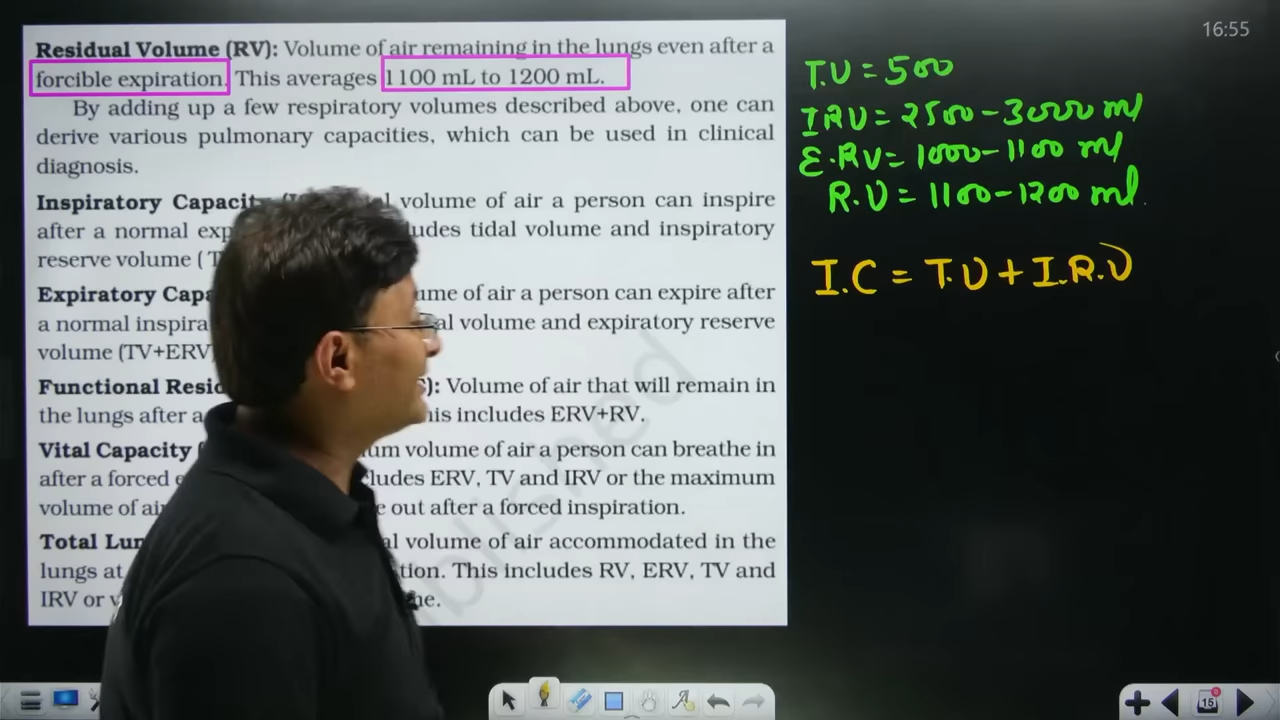 16:55
Residual Volume (RV): Volume of air remaining in the lungs even after a
forcible expiration. This averages 1100 mL to 1200 mL.
By adding up a few respiratory volumes described above, one can
derive various pulmonary capacities, which can be used in clinical
diagnosis.
Inspiratory Capacity volume of air a person can inspire
after a normal exp udes tidal volume and inspiratory
reserve volume (
Expiratory Capa ume of air a person can expire after
a normal inspira al volume and expiratory reserve
volume (TV+ERV
Functional Resid ): Volume of air that will remain in
the lungs after a his includes ERV+RV.
Vital Capacity ( um volume of air a person can breathe in
after a forced cludes ERV, TV and IRV or the maximum
volume of air e out after a forced inspiration.
Total Lun al volume of air accommodated in the
lungs at tion. This includes RV, ERV, TV and
IRV or v me.
blished
T.V = 500
IRV = 2500-3000 ml
E.RV = 1000-1100 ml
R.V = 1100-1200 ml.
I.C = T.V + I.R.V
15